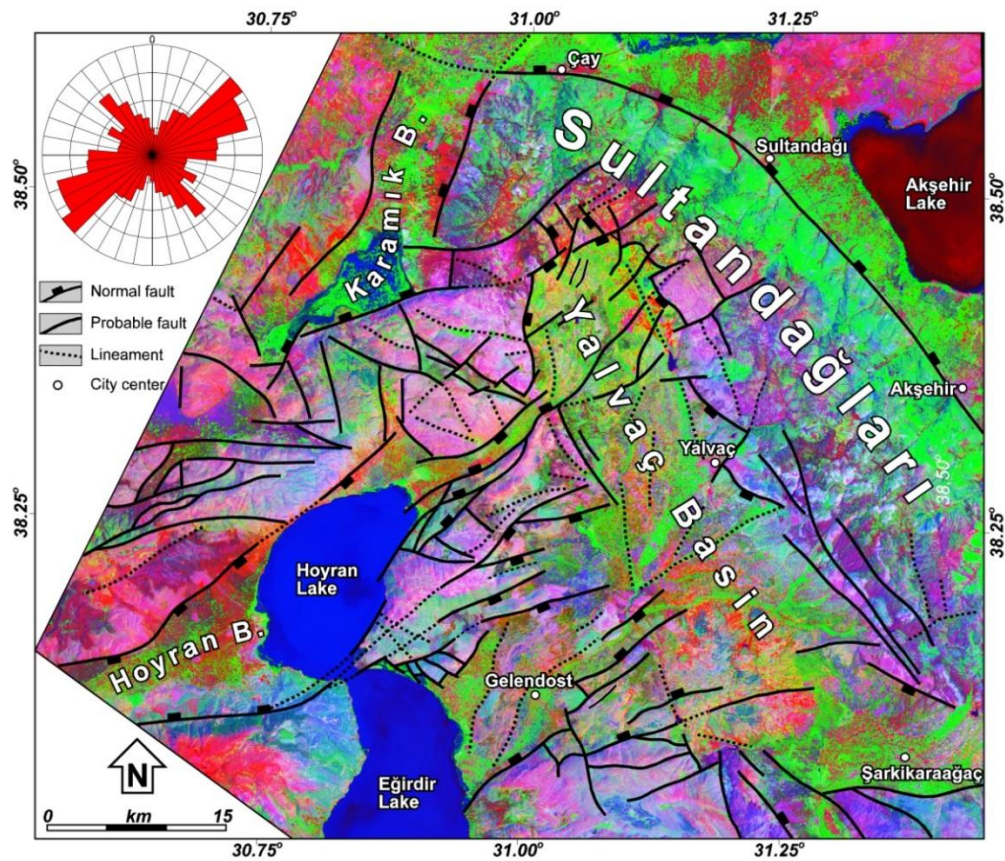 30.75°
31.00°
31.25°
0
Çay
Sultandağı
Akşehir
Lake
38.50°
38.50°
Sultandağları
Karamık B.
Normal fault
Probable fault
Lineament
City center
Yalvaç Basin
Akşehir
Yalvaç
38.50°
38.25°
38.25°
Hoyran
Lake
Hoyran B.
Gelendost
Şarkikaraağaç
Eğirdir
Lake
N
0 km 15
30.75°
31.00°
31.25°